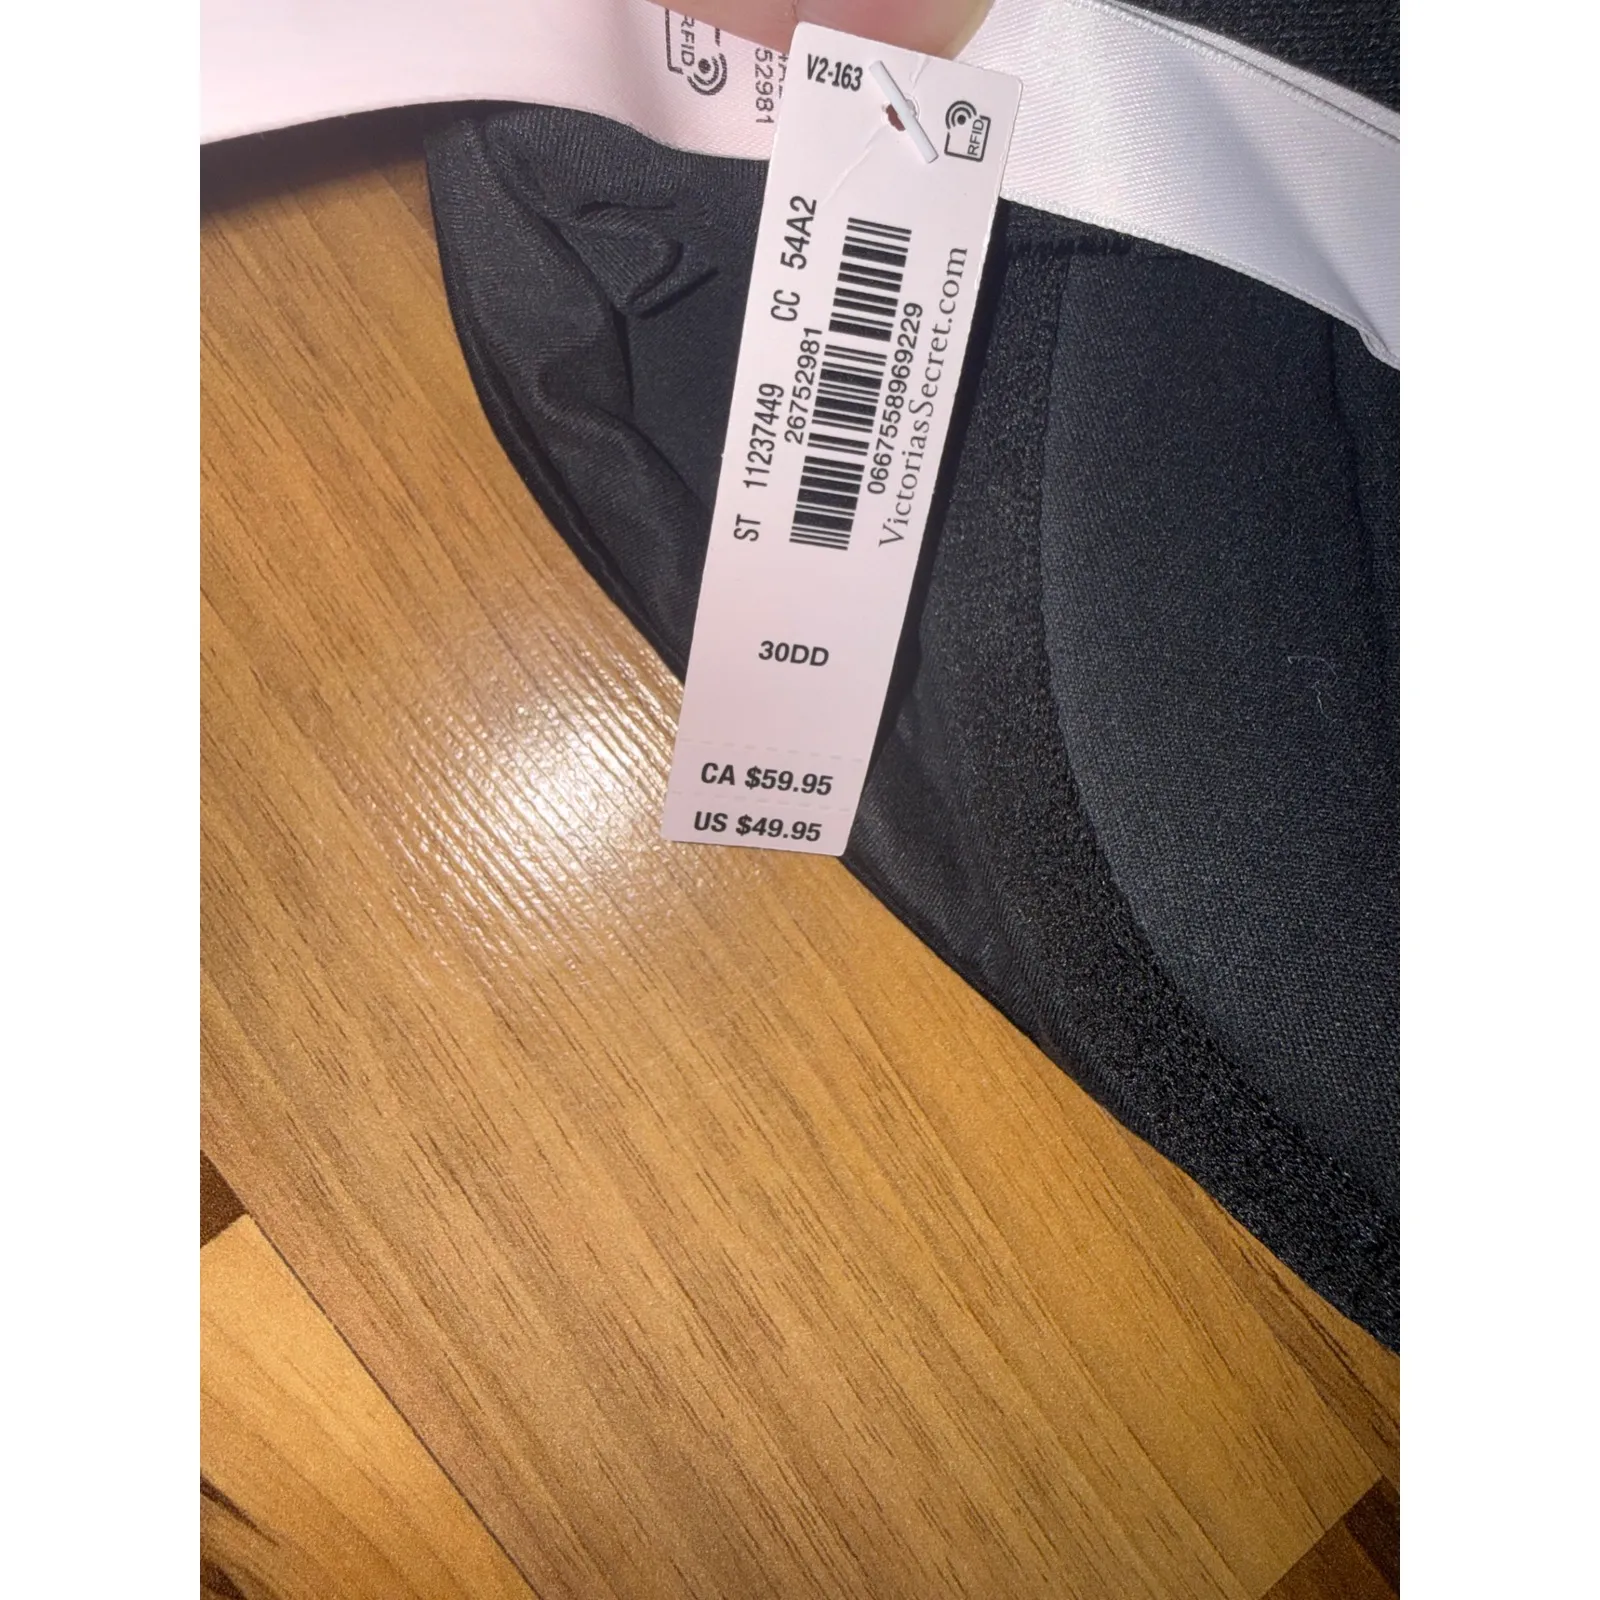 RFID
52981
V2-163
RFID
ST 11237449 CC 54A2
26752981
0667558969229
VictoriasSecret.com
30DD
CA $59.95
US $49.95